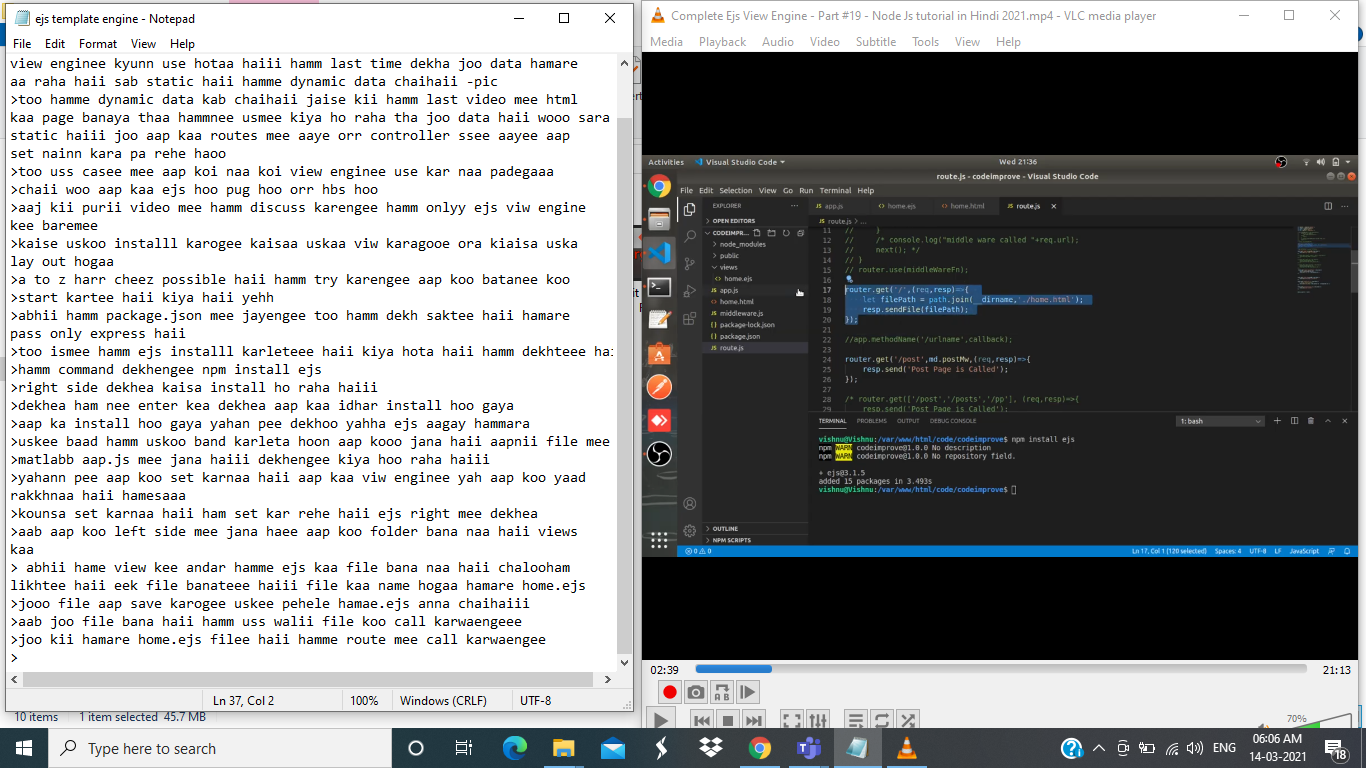 ejs template engine - Notepad
File Edit Format View Help
view enginee kyunn use hotaa haiii hamm last time dekha joo data hamare
aa raha haii sab static haii hamme dynamic data chaihaii -pic
>too hamme dynamic data kab chaihaii jaise kii hamm last video mee html
kaa page banaya thaa hammnee usmee kiya ho raha tha joo data haii wooo sara
static haiii joo aap kaa routes mee aaye orr controller ssee aayee aap
set nainn kara pa rehe haoo
>too uss casee mee aap koi naa koi view enginee use kar naa padegaaa
>chaii woo aap kaa ejs hoo pug hoo orr hbs hoo
>aaj kii purii video mee hamm discuss karengee hamm onlyy ejs viw engine
kee baremee
>kaise uskoo installl karogee kaisaa uskaa viw karagooe ora kiaisa uska
lay out hogaa
>a to z harr cheez possible haii hamm try karengee aap koo batanee koo
>start kartee haii kiya haii yehh
>abhii hamm package.json mee jayengee too hamm dekh saktee haii hamare
pass only express haii
>too ismee hamm ejs installl karleteee haii kiya hota haii hamm dekhteee ha
>hamm command dekhengee npm install ejs
>right side dekhea kaisa install ho raha haiii
>dekhea ham nee enter kea dekhea aap kaa idhar install hoo gaya
>aap ka install hoo gaya yahan pee dekhoo yahha ejs aagay hammara
>uskee baad hamm uskoo band karleta hoon aap kooo jana haii aapnii file mee
>matlabb aap.js mee jana haiii dekhengee kiya hoo raha haiii
>yahann pee aap koo set karnaa haii aap kaa viw enginee yah aap koo yaad
rakkhnaa haii hamesaaa
>kounsa set karnaa haii ham set kar rehe haii ejs right mee dekhea
>aab aap koo left side mee jana haee aap koo folder bana naa haii views
kaa
> abhii hame view kee andar hamme ejs kaa file bana naa haii chalooham
likhtee haii eek file banateee haiii file kaa name hogaa hamare home.ejs
>jooo file aap save karogee uskee pehele hamae.ejs anna chaihaiii
>aab joo file bana haii hamm uss walii file koo call karwaengeee
>joo kii hamare home.ejs filee haii hamme route mee call karwaengee
>
Ln 37, Col 2 100% Windows (CRLF) UTF-8
10 items 1 item selected 45.7 MB
Complete Ejs View Engine - Part #19 - Node Js tutorial in Hindi 2021.mp4 - VLC media player
Media Playback Audio Video Subtitle Tools View Help
Activities Visual Studio Code Wed 21:36
route.js - codeimprove - Visual Studio Code
File Edit Selection View Go Run Terminal Help
EXPLORER
OPEN EDITORS
CODEIMPR...
node_modules
public
views
home.ejs
app.js
home.html
middleware.js
package-lock.json
package.json
route.js
OUTLINE
NPM SCRIPTS
app.js home.ejs home.html route.js
route.js > ...
11 // }
12 // /* console.log("middle ware called "+req.url);
13 // next(); */
14 // }
15 // router.use(middleWareFn);
16
17 router.get('/',(req,resp)=>{
18 let filePath = path.join(__dirname,'./home.html');
19 resp.sendFile(filePath);
20 });
21
22 //app.methodName('/urlname',callback);
23
24 router.get('/post',md.postMw,(req,resp)=>{
25 resp.send('Post Page is Called');
26 });
27
28 /* router.get(['/post','/posts','/pp'], (req,resp)=>{
29 resp.send('Post Page is Called');
TERMINAL PROBLEMS OUTPUT DEBUG CONSOLE 1: bash
vishnu@Vishnu:/var/www/html/code/codeimprove$ npm install ejs
npm WARN codeimprove@1.0.0 No description
npm WARN codeimprove@1.0.0 No repository field.
+ ejs@3.1.5
added 15 packages in 3.493s
vishnu@Vishnu:/var/www/html/code/codeimprove$
0 0 Ln 17, Col 1 (120 selected) Spaces: 4 UTF-8 LF JavaScript
02:39 21:13
70%
Type here to search
ENG
06:06 AM
14-03-2021
18